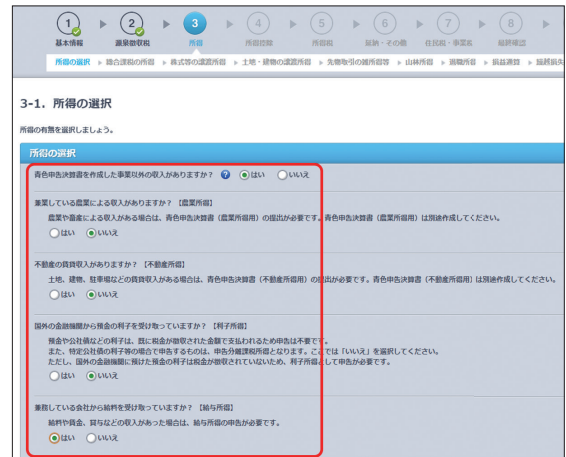 1 2 3 4 5 6 7 8
基本情報 源泉徴収税 所得 所得控除 所得税 延納・その他 住民税・事業税 最終確認
所得の選択 総合課税の所得 株式等の譲渡所得 土地・建物の譲渡所得 先物取引の雑所得等 山林所得 退職所得 損益通算 繰越損失
3-1. 所得の選択
所得の有無を選択しましょう。
所得の選択
青色申告決算書を作成した事業以外の収入がありますか? ? はい いいえ
兼業している農業による収入がありますか? 【農業所得】
農業や畜産による収入がある場合は、青色申告決算書(農業所得用)の提出が必要です。青色申告決算書(農業所得用)は別途作成してください。
はい いいえ
不動産の賃貸収入がありますか? 【不動産所得】
土地、建物、駐車場などの賃貸収入がある場合は、青色申告決算書(不動産所得用)の提出が必要です。青色申告決算書(不動産所得用)は別途作成してください。
はい いいえ
国外の金融機関から預金の利子を受け取っていますか? 【利子所得】
預金や公社債などの利子は、既に税金が徴収された金額で支払われるため申告は不要です。
また、特定公社債の利子等の場合で申告するものは、申告分離課税所得となります。ここでは「いいえ」を選択してください。
ただし、国外の金融機関に預けた預金の利子は税金が徴収されていないため、利子所得として申告が必要です。
はい いいえ
兼務している会社から給料を受け取っていますか? 【給与所得】
給料や賃金、賞与などの収入があった場合は、給与所得の申告が必要です。
はい いいえ